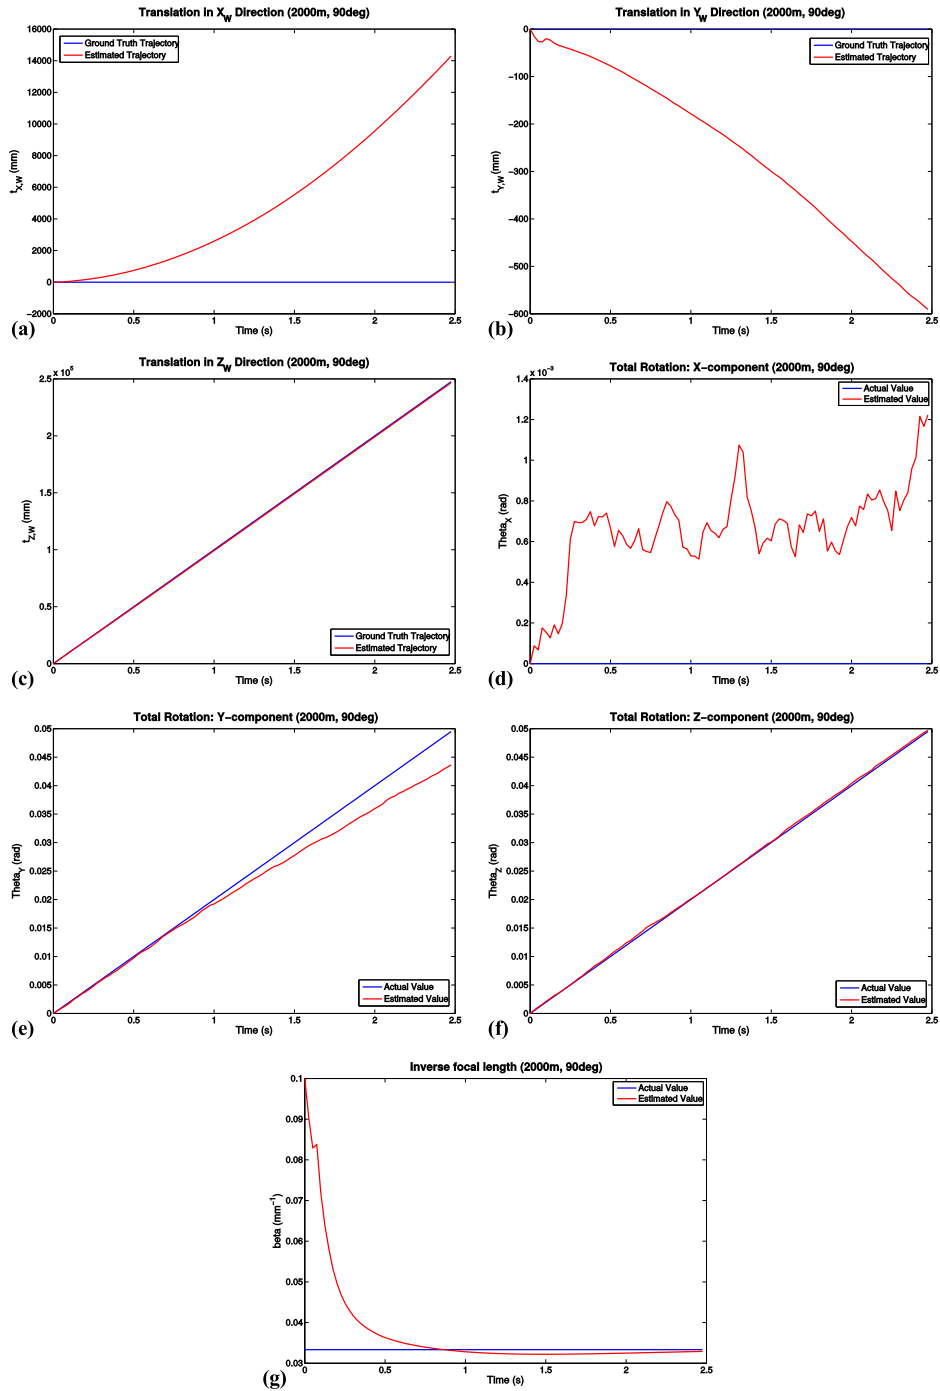 Translation in XW Direction (2000m, 90deg)
16000
14000
12000
10000
8000
6000
4000
2000
0
−2000
tX,W (mm)
Ground Truth Trajectory
Estimated Trajectory
0 0.5 1 1.5 2 2.5
Time (s)
(a)
Translation in YW Direction (2000m, 90deg)
0
−100
−200
−300
−400
−500
−600
tY,W (mm)
Ground Truth Trajectory
Estimated Trajectory
0 0.5 1 1.5 2 2.5
Time (s)
(b)
Translation in ZW Direction (2000m, 90deg)
x 10^5
2.5
2
1.5
1
0.5
0
tZ,W (mm)
Ground Truth Trajectory
Estimated Trajectory
0 0.5 1 1.5 2 2.5
Time (s)
(c)
Total Rotation: X−component (2000m, 90deg)
x 10^−3
1.4
1.2
1
0.8
0.6
0.4
0.2
0
ThetaX (rad)
Actual Value
Estimated Value
0 0.5 1 1.5 2 2.5
Time (s)
(d)
Total Rotation: Y−component (2000m, 90deg)
0.05
0.045
0.04
0.035
0.03
0.025
0.02
0.015
0.01
0.005
0
ThetaY (rad)
Actual Value
Estimated Value
0 0.5 1 1.5 2 2.5
Time (s)
(e)
Total Rotation: Z−component (2000m, 90deg)
0.05
0.045
0.04
0.035
0.03
0.025
0.02
0.015
0.01
0.005
0
ThetaZ (rad)
Actual Value
Estimated Value
0 0.5 1 1.5 2 2.5
Time (s)
(f)
Inverse focal length (2000m, 90deg)
0.1
0.09
0.08
0.07
0.06
0.05
0.04
0.03
beta (mm^−1)
Actual Value
Estimated Value
0 0.5 1 1.5 2 2.5
Time (s)
(g)